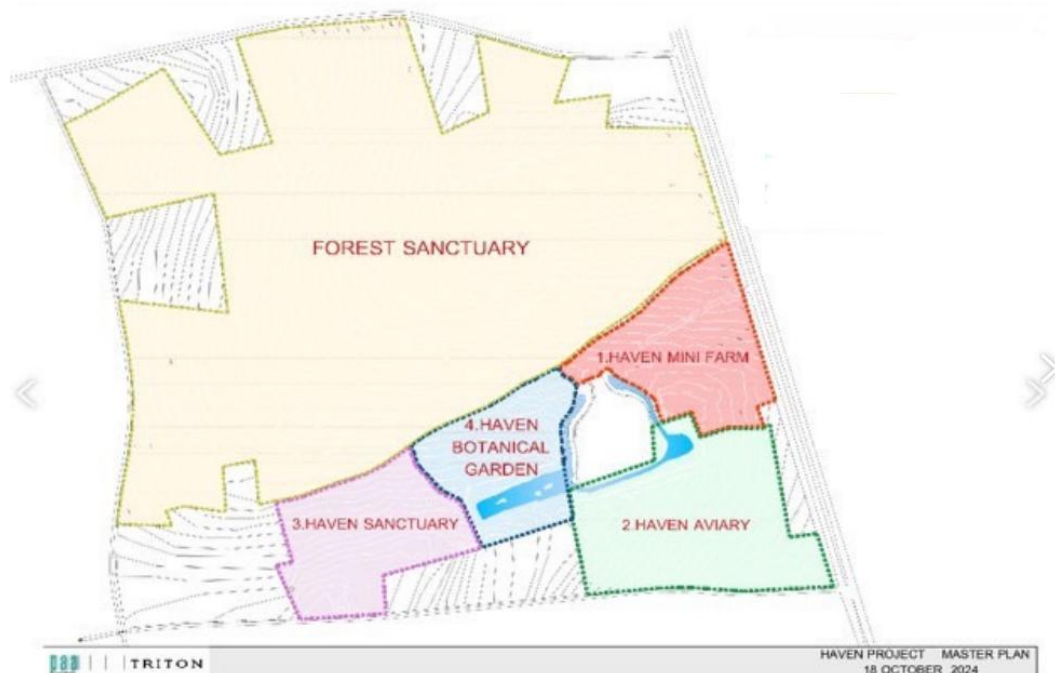 FOREST SANCTUARY
1.HAVEN MINI FARM
4.HAVEN
BOTANICAL
GARDEN
3.HAVEN SANCTUARY
2.HAVEN AVIARY
TRITON
HAVEN PROJECT MASTER PLAN
18 OCTOBER 2024